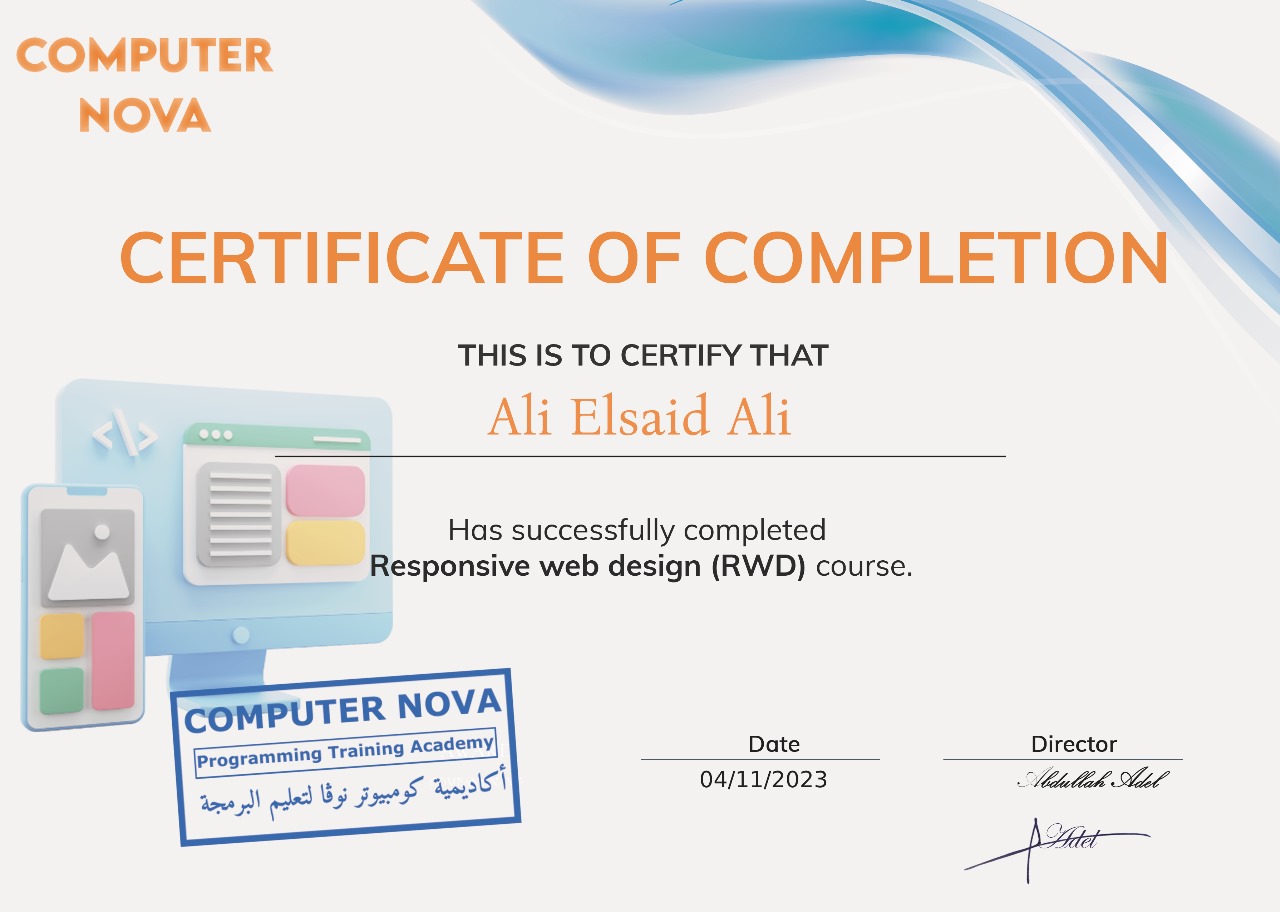 COMPUTER
NOVA
CERTIFICATE OF COMPLETION
THIS IS TO CERTIFY THAT
Ali Elsaid Ali
</>
Has successfully completed
Responsive web design (RWD) course.
COMPUTER NOVA
Programming Training Academy
أكاديمية كومبيوتر نوڤا لتعليم البرمجة
Date
04/11/2023
Director
Abdullah Adel
Adel